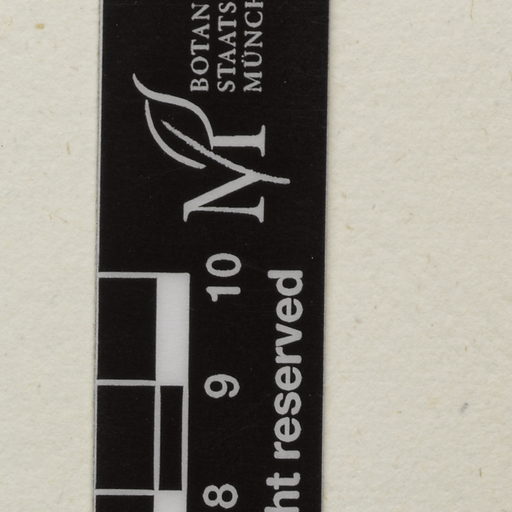 BOTAN
STAATS
MÜNCH
M
8 9 10
ht reserved